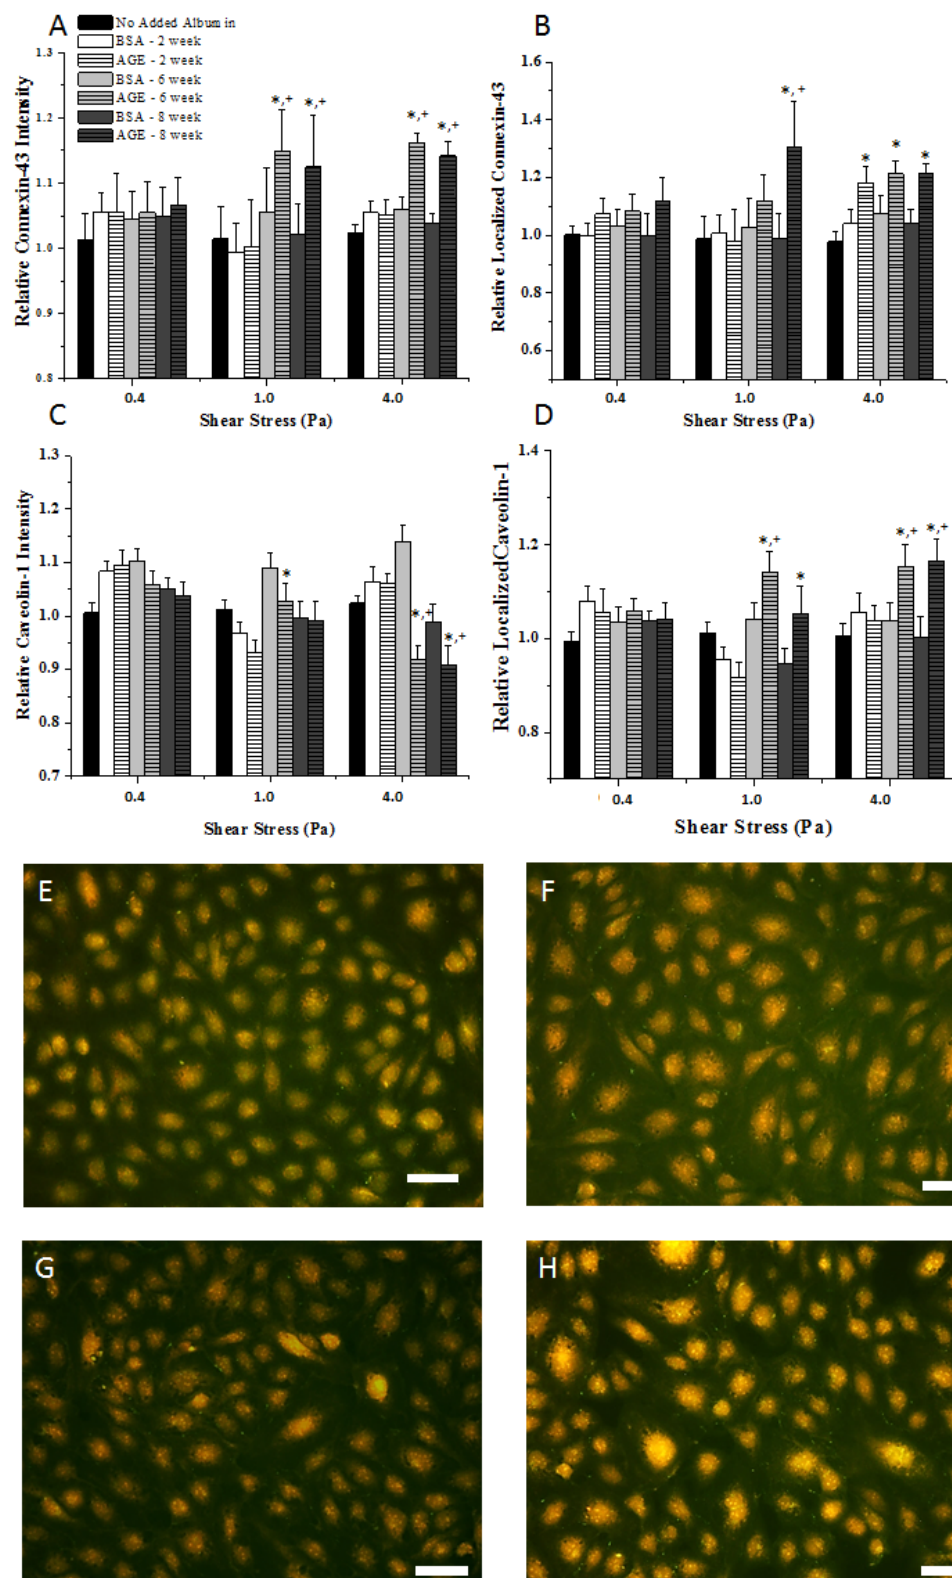 A
No Added Albumin
BSA - 2 week
AGE - 2 week
BSA - 6 week
AGE - 6 week
BSA - 8 week
AGE - 8 week
Relative Connexin-43 Intensity
1.3
1.2
1.1
1.0
0.9
0.8
*,+
*,+
*,+
*,+
0.4
1.0
4.0
Shear Stress (Pa)
B
Relative Localized Connexin-43
1.6
1.4
1.2
1.0
0.8
0.6
*,+
*
*
*
0.4
1.0
4.0
Shear Stress (Pa)
C
Relative Caveolin-1 Intensity
1.3
1.2
1.1
1.0
0.9
0.8
0.7
*
*,+
*,+
0.4
1.0
4.0
Shear Stress (Pa)
D
Relative LocalizedCaveolin-1
1.4
1.2
1.0
0.8
*,+
*
*,+
*,+
0.4
1.0
4.0
Shear Stress (Pa)
E
F
G
H